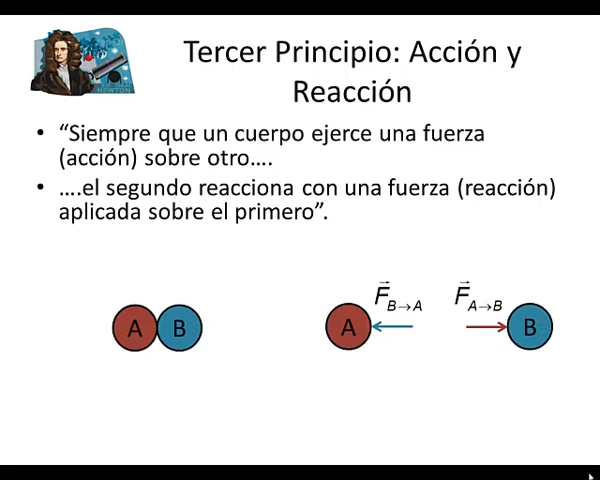 NEWTON
Tercer Principio: Acción y
Reacción
• “Siempre que un cuerpo ejerce una fuerza
(acción) sobre otro….
• ….el segundo reacciona con una fuerza (reacción)
aplicada sobre el primero”.
F⃗ B→A F⃗ A→B
A B A B